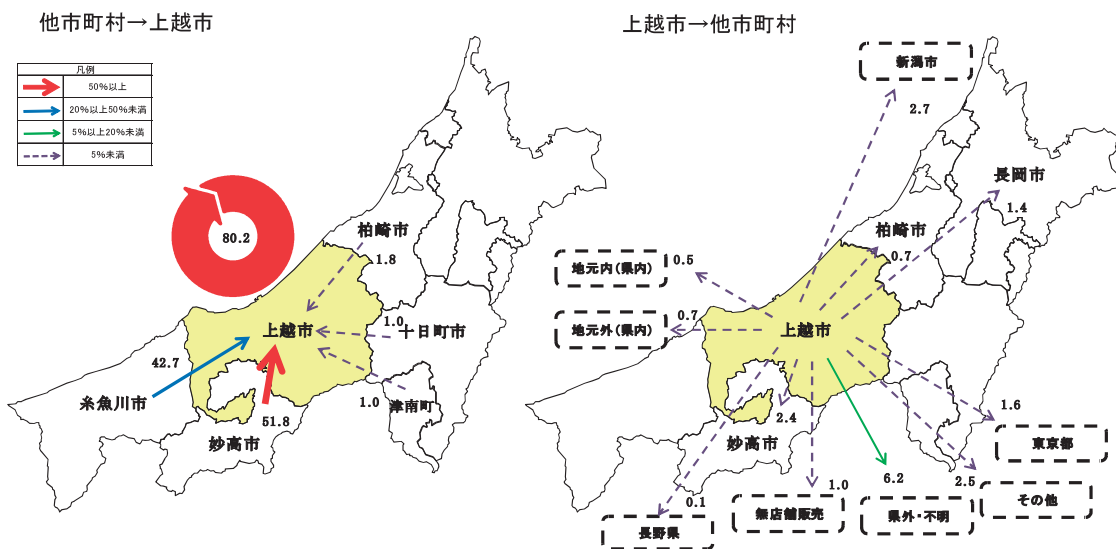 他市町村→上越市
凡例
50%以上
20%以上50%未満
5%以上20%未満
5%未満
80.2
柏崎市
1.8
上越市
1.0
十日町市
42.7
糸魚川市
1.0
津南町
51.8
妙高市
上越市→他市町村
新潟市
2.7
長岡市
1.4
柏崎市
0.7
地元内(県内)
0.5
地元外(県内)
0.7
上越市
2.4
妙高市
1.6
東京都
2.5
その他
6.2
県外・不明
1.0
無店舗販売
0.1
長野県